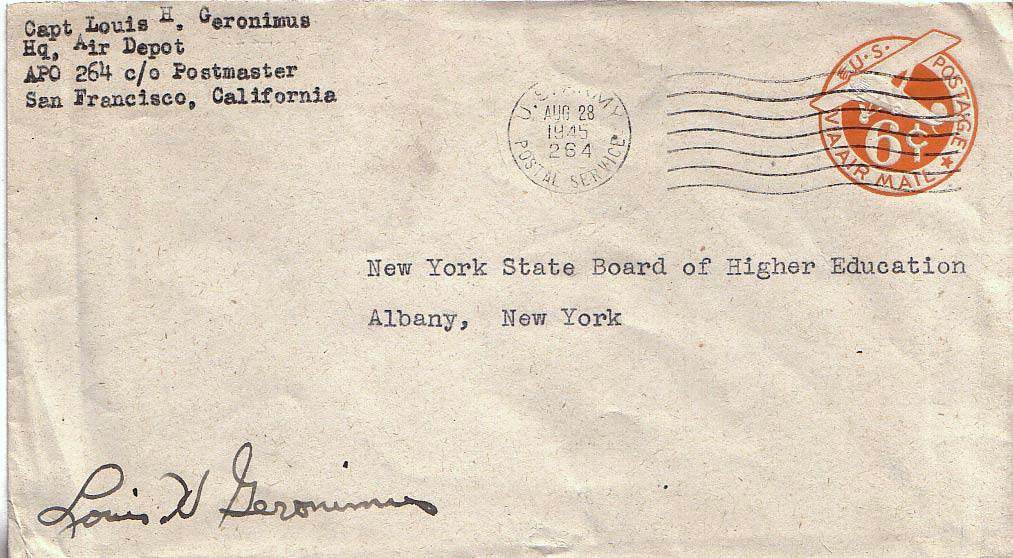 Capt Louis H. Geronimus
Hq, Air Depot
APO 264 c/o Postmaster
San Francisco, California
U.S. ARMY
AUG 28
1945
264
POSTAL SERVICE
U.S. POSTAGE
6¢
VIA AIR MAIL
New York State Board of Higher Education
Albany, New York
Louis H Geronimus